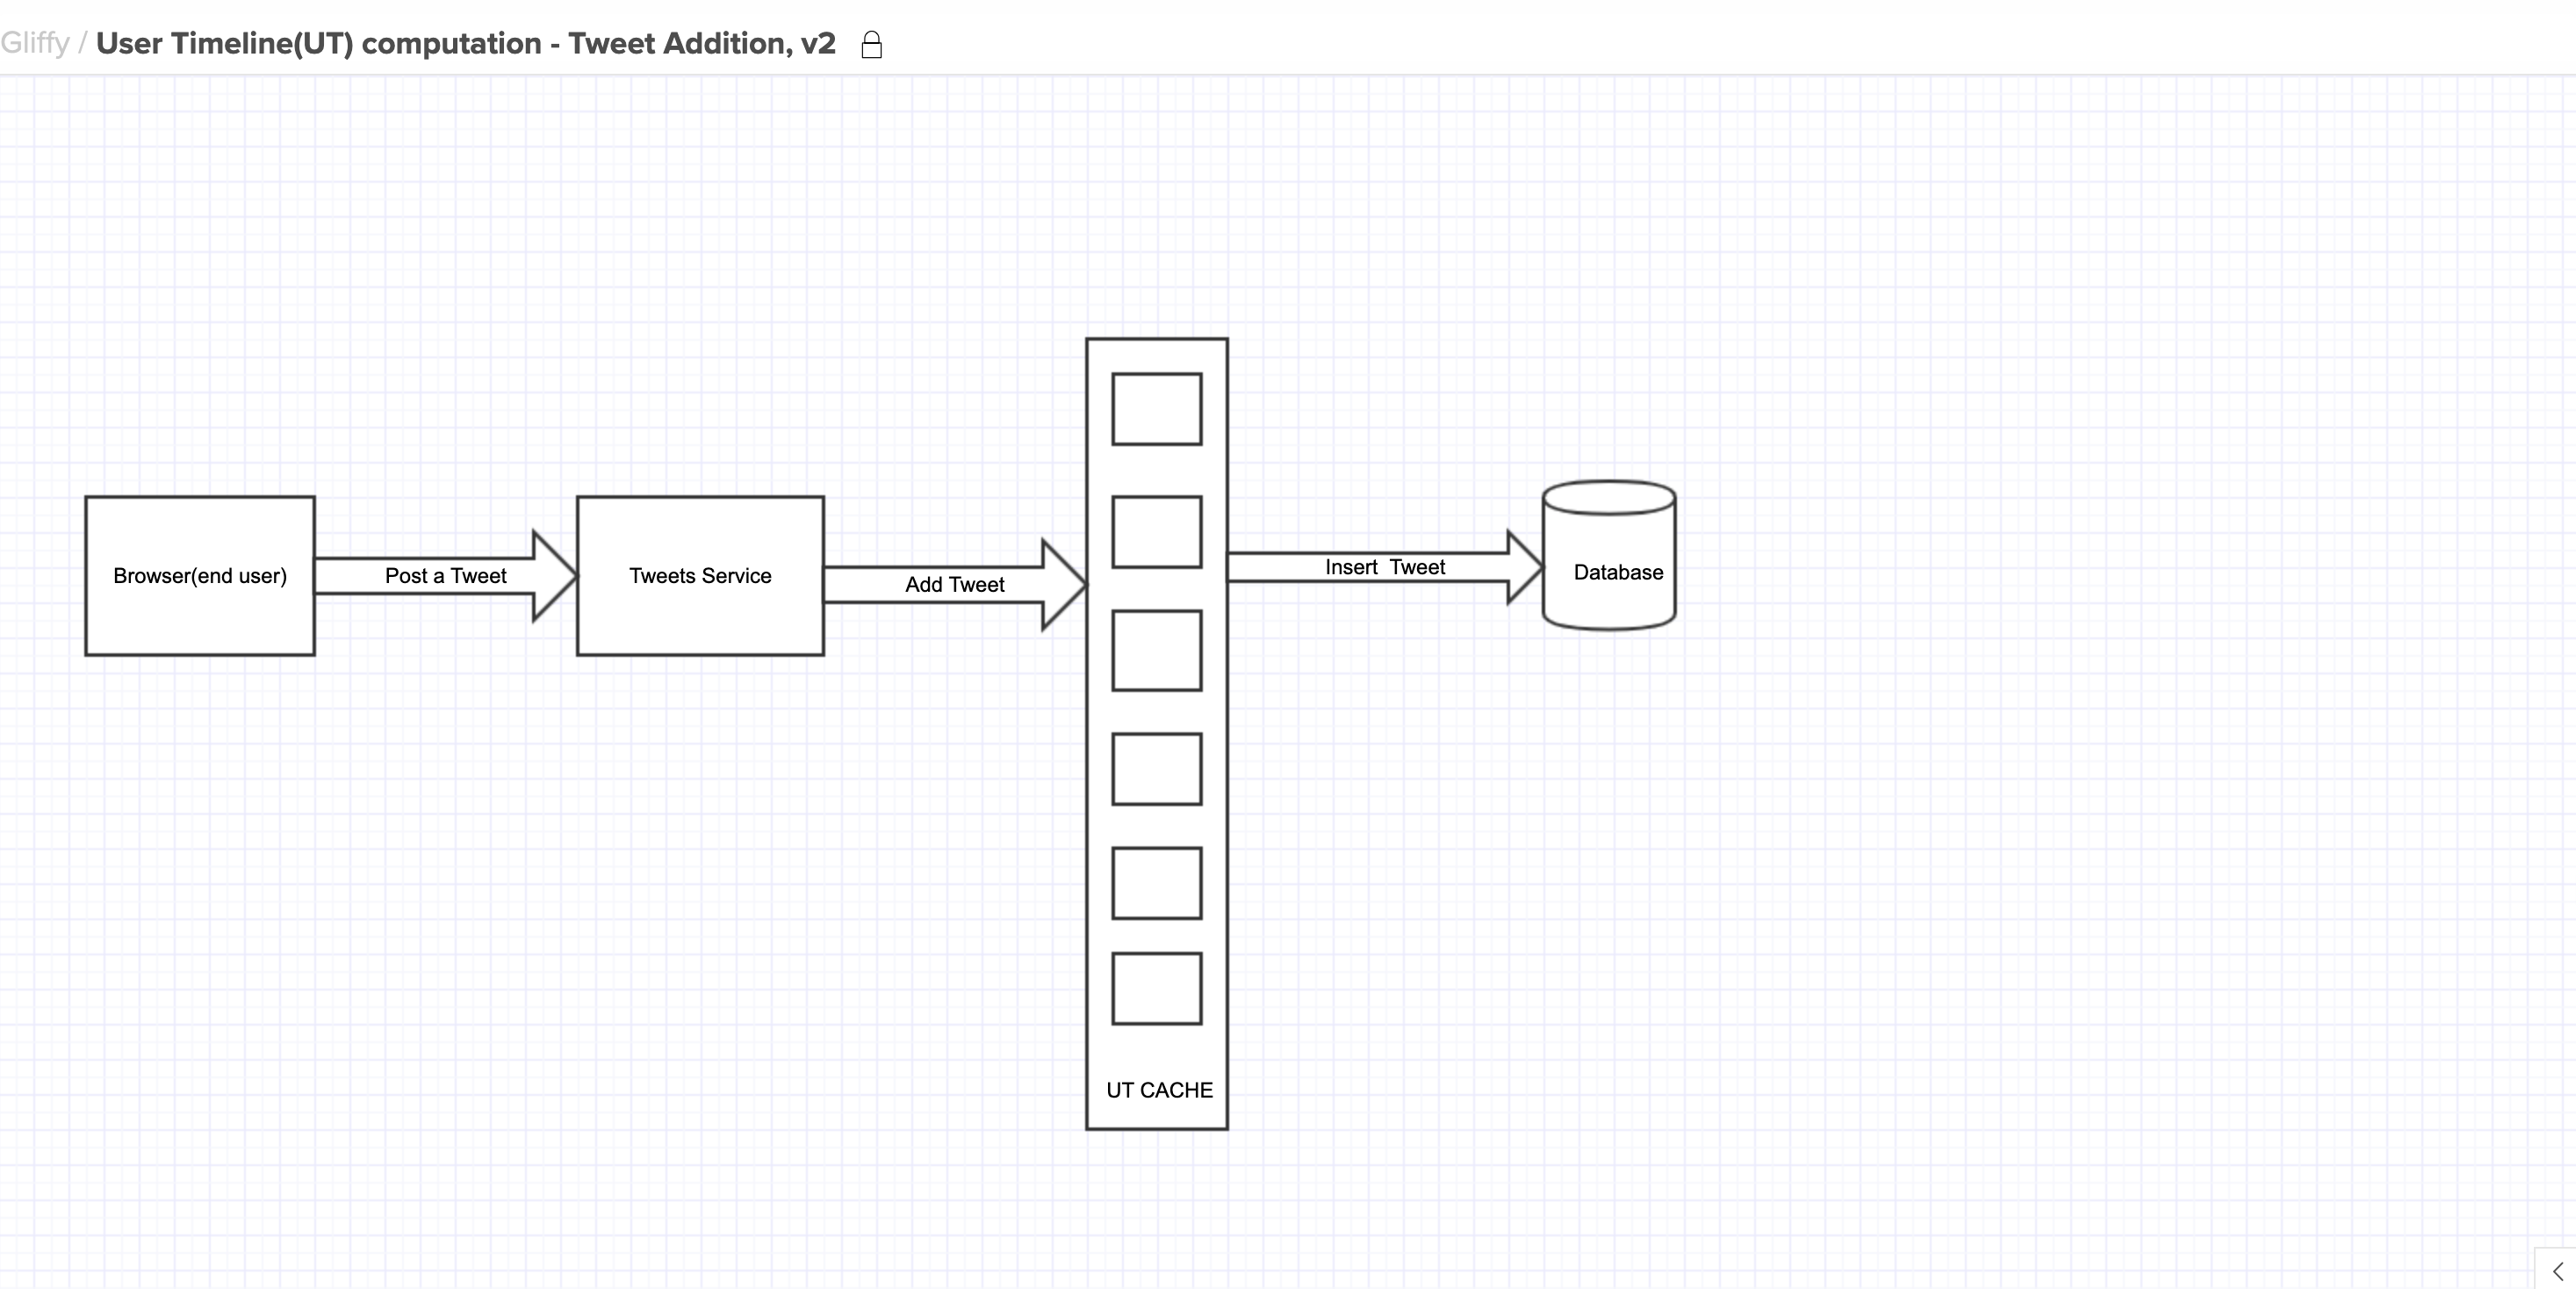 Gliffy / User Timeline(UT) computation - Tweet Addition, v2
Browser(end user)
Post a Tweet
Tweets Service
Add Tweet
Insert  Tweet
Database
UT CACHE